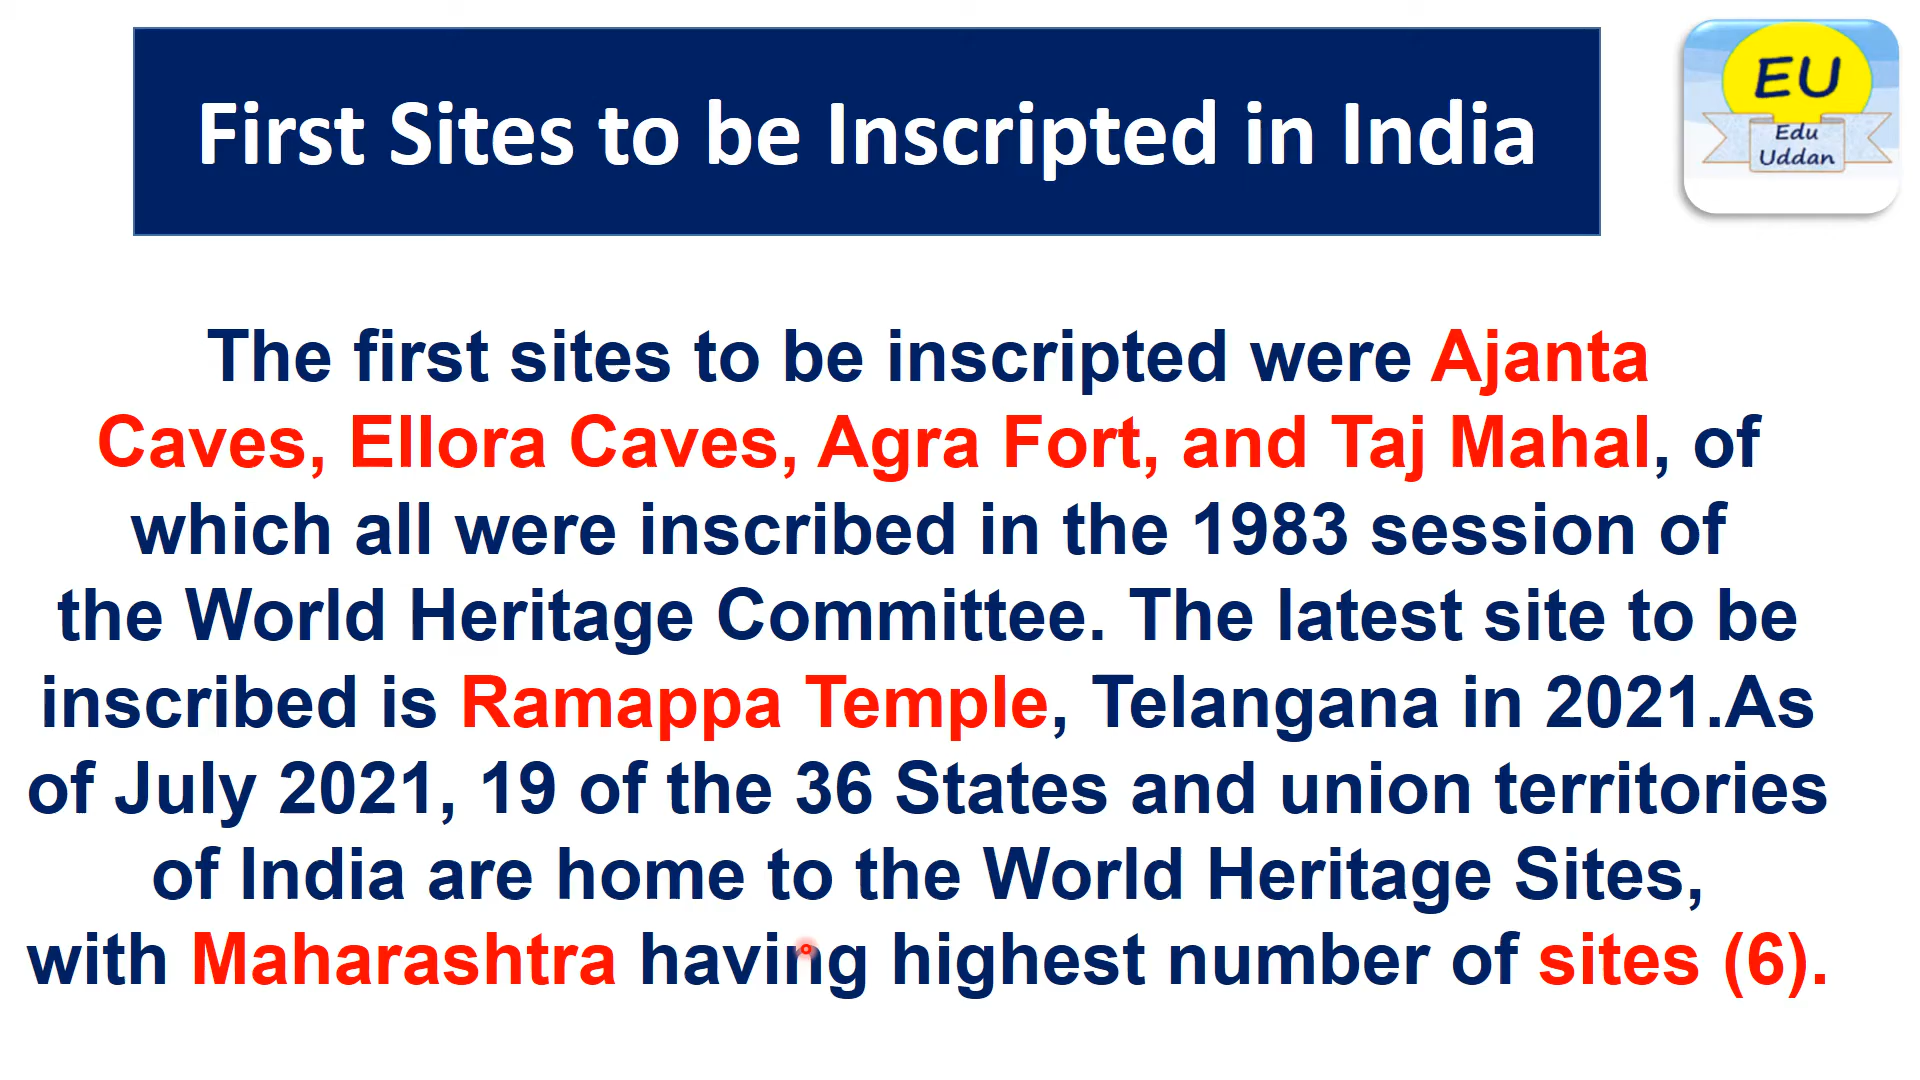 First Sites to be Inscripted in India
EU
Edu
Uddan
The first sites to be inscripted were Ajanta
Caves, Ellora Caves, Agra Fort, and Taj Mahal, of
which all were inscribed in the 1983 session of
the World Heritage Committee. The latest site to be
inscribed is Ramappa Temple, Telangana in 2021.As
of July 2021, 19 of the 36 States and union territories
of India are home to the World Heritage Sites,
with Maharashtra having highest number of sites (6).